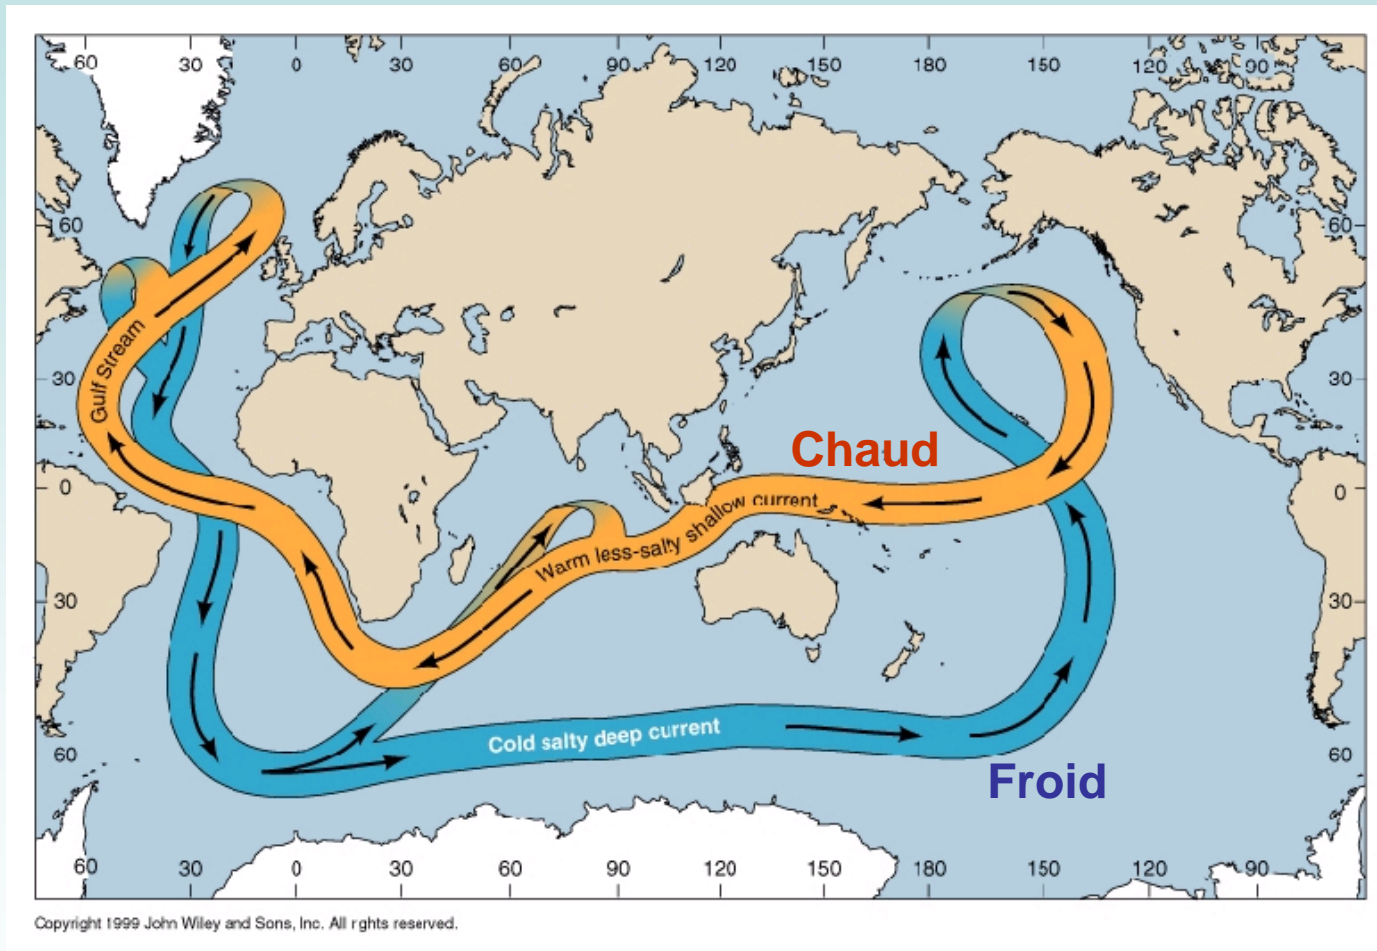 60 30 0 30 60 90 120 150 180 150 120 90
60 60
Gulf Stream
30 30
Chaud
0 0
Warm less-salty shallow current
30 30
Cold salty deep current
60 60
Froid
60 30 0 30 60 90 120 150 180 150 120 90
Copyright 1999 John Wiley and Sons, Inc. All rghts reserved.